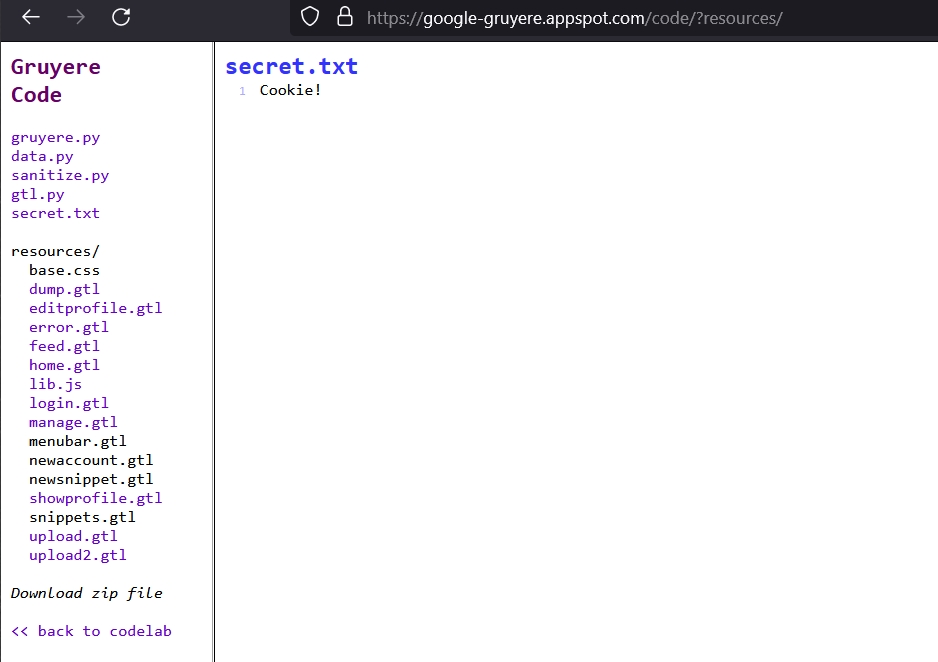 https://google-gruyere.appspot.com/code/?resources/
Gruyere
Code
gruyere.py
data.py
sanitize.py
gtl.py
secret.txt
resources/
base.css
dump.gtl
editprofile.gtl
error.gtl
feed.gtl
home.gtl
lib.js
login.gtl
manage.gtl
menubar.gtl
newaccount.gtl
newsnippet.gtl
showprofile.gtl
snippets.gtl
upload.gtl
upload2.gtl
Download zip file
<< back to codelab
secret.txt
1 Cookie!